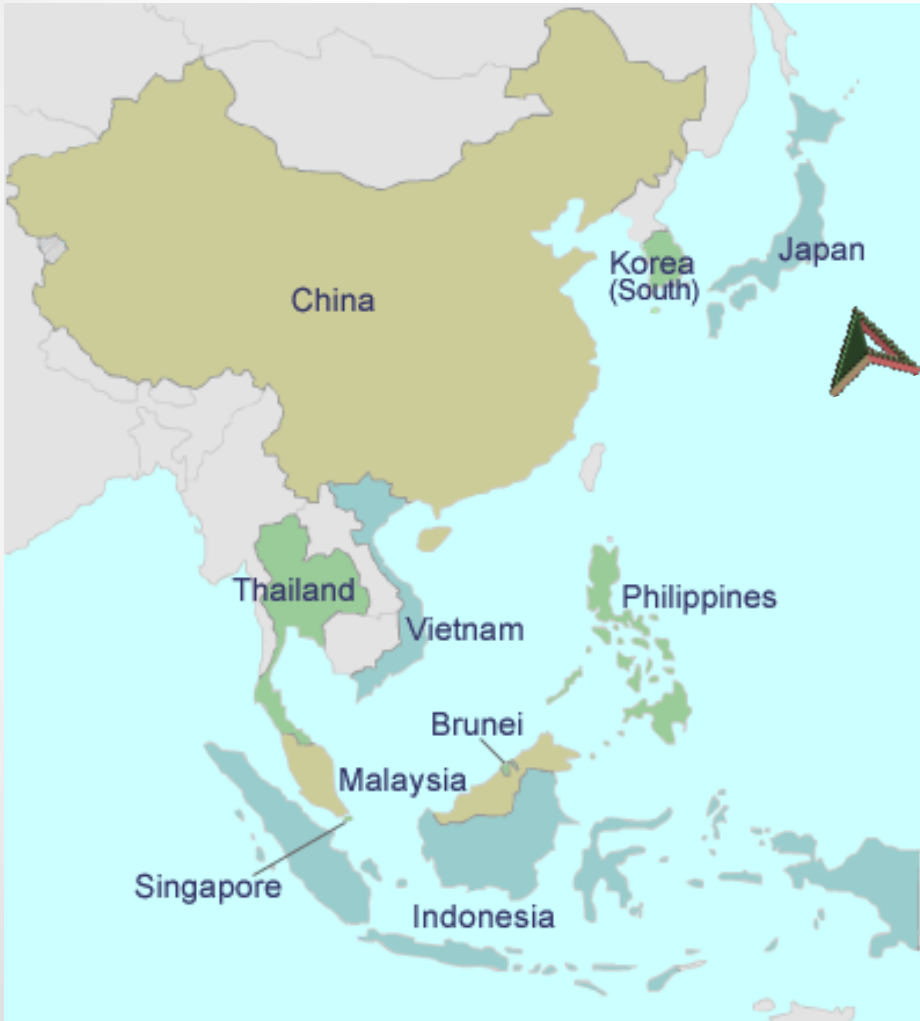 Japan
Korea
(South)
China
Thailand
Philippines
Vietnam
Brunei
Malaysia
Singapore
Indonesia